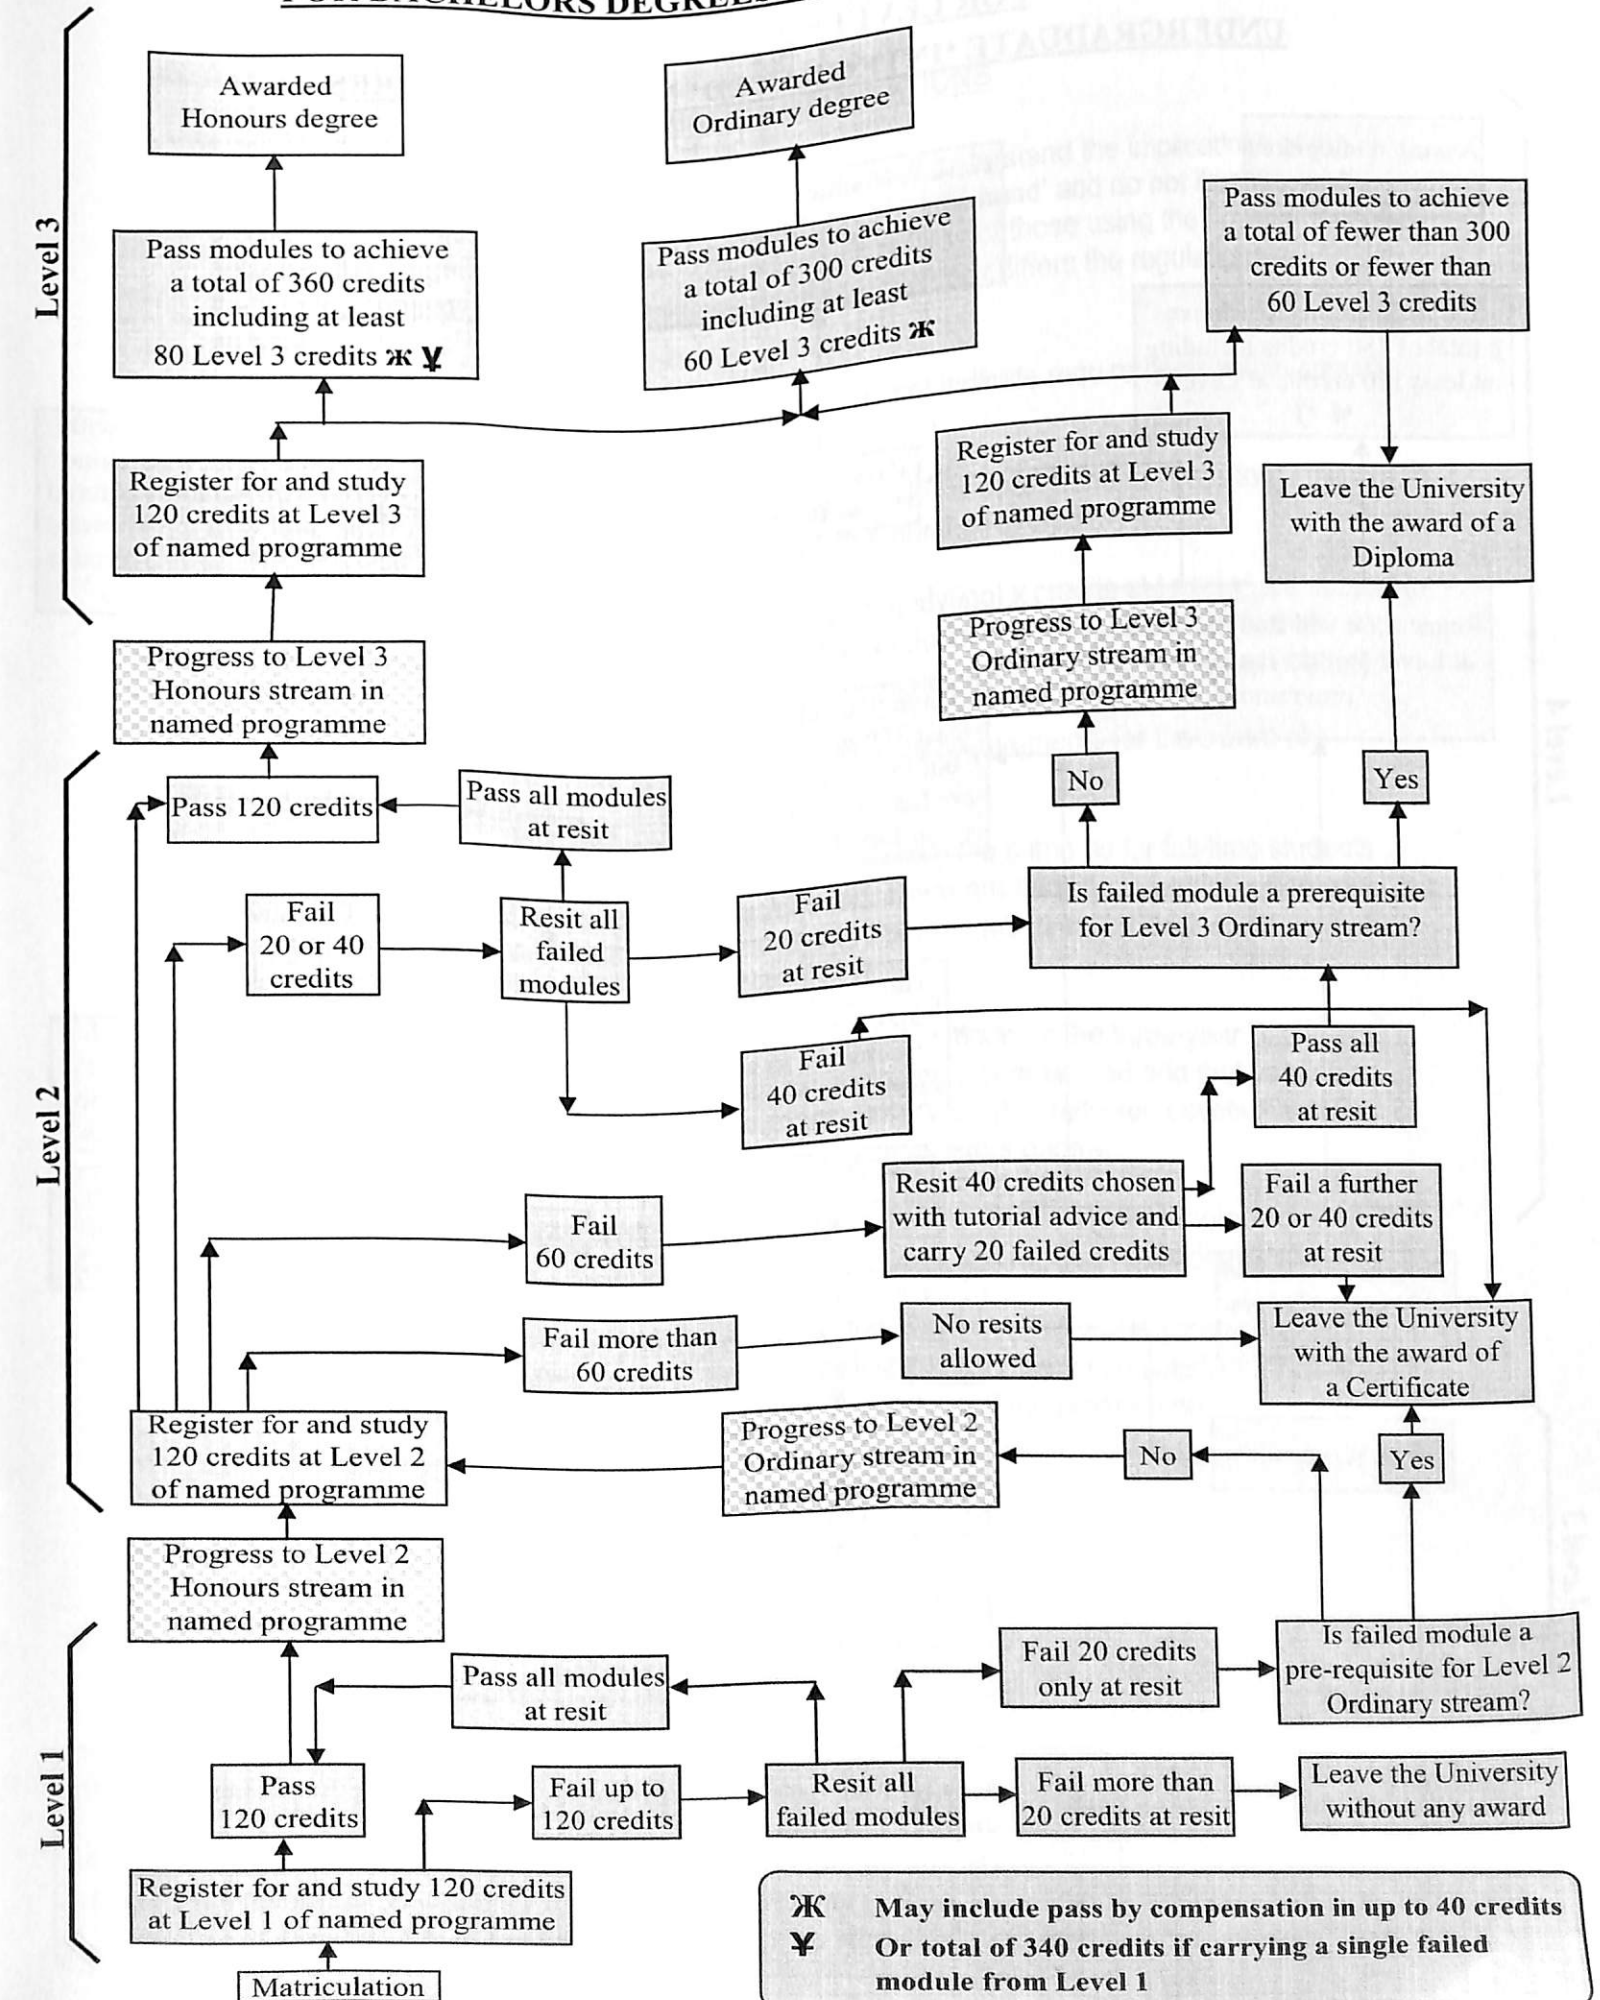 FOR BACHELORS DEGREES
Level 3
Awarded
Honours degree
Awarded
Ordinary degree
Pass modules to achieve
a total of 360 credits
including at least
80 Level 3 credits Ж ¥
Pass modules to achieve
a total of 300 credits
including at least
60 Level 3 credits Ж
Pass modules to achieve
a total of fewer than 300
credits or fewer than
60 Level 3 credits
Register for and study
120 credits at Level 3
of named programme
Register for and study
120 credits at Level 3
of named programme
Leave the University
with the award of a
Diploma
Progress to Level 3
Honours stream in
named programme
Progress to Level 3
Ordinary stream in
named programme
Level 2
No
Yes
Pass 120 credits
Pass all modules
at resit
Fail
20 or 40
credits
Resit all
failed
modules
Fail
20 credits
at resit
Is failed module a prerequisite
for Level 3 Ordinary stream?
Fail
40 credits
at resit
Pass all
40 credits
at resit
Fail
60 credits
Resit 40 credits chosen
with tutorial advice and
carry 20 failed credits
Fail a further
20 or 40 credits
at resit
Fail more than
60 credits
No resits
allowed
Leave the University
with the award of
a Certificate
Register for and study
120 credits at Level 2
of named programme
Progress to Level 2
Ordinary stream in
named programme
No
Yes
Progress to Level 2
Honours stream in
named programme
Level 1
Pass all modules
at resit
Fail 20 credits
only at resit
Is failed module a
pre-requisite for Level 2
Ordinary stream?
Pass
120 credits
Fail up to
120 credits
Resit all
failed modules
Fail more than
20 credits at resit
Leave the University
without any award
Register for and study 120 credits
at Level 1 of named programme
Matriculation
Ж May include pass by compensation in up to 40 credits
¥ Or total of 340 credits if carrying a single failed
module from Level 1